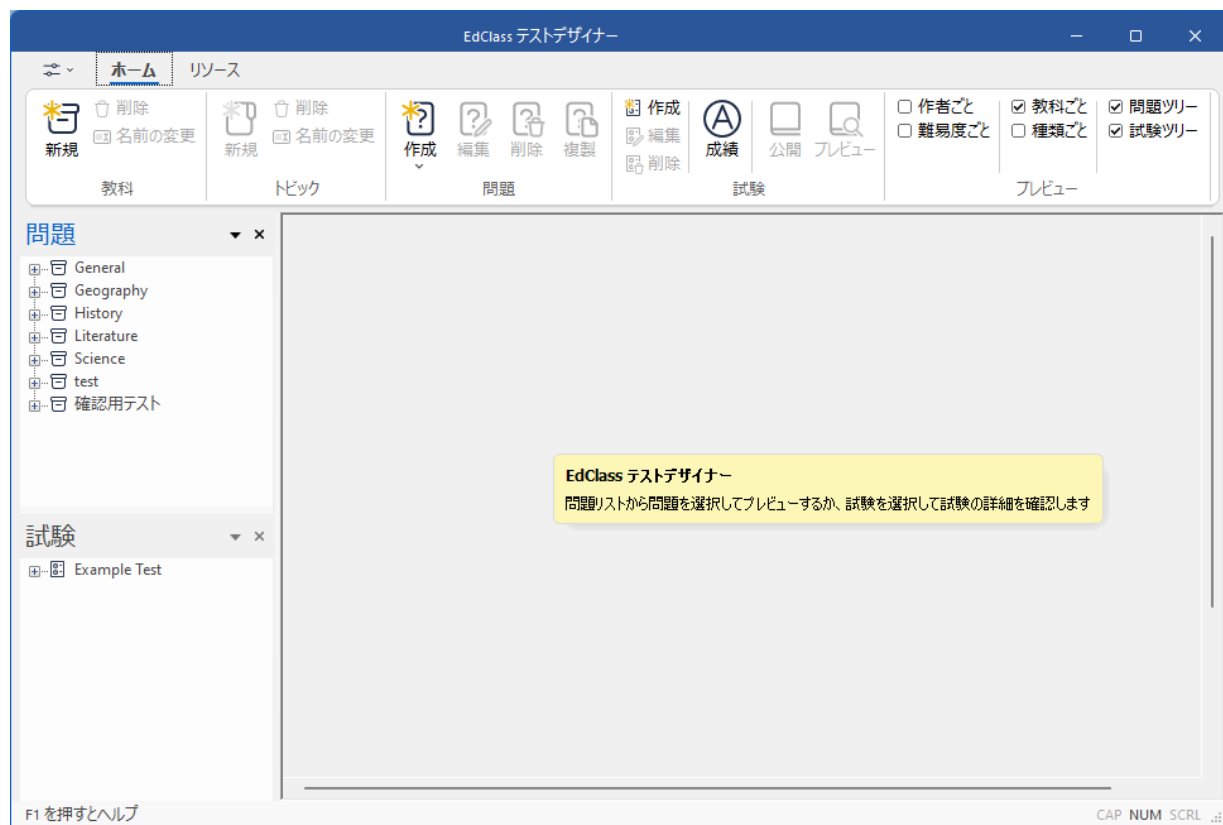 EdClass テストデザイナー
ホーム リソース
新規 削除 名前の変更 教科
新規 削除 名前の変更 トピック
作成 編集 削除 複製 問題
作成 編集 削除 成績 公開 プレビュー 試験
作者ごと 教科ごと 問題ツリー
難易度ごと 種類ごと 試験ツリー
プレビュー
問題
General
Geography
History
Literature
Science
test
確認用テスト
試験
Example Test
EdClass テストデザイナー
問題リストから問題を選択してプレビューするか、試験を選択して試験の詳細を確認します
F1 を押すとヘルプ
CAP NUM SCRL